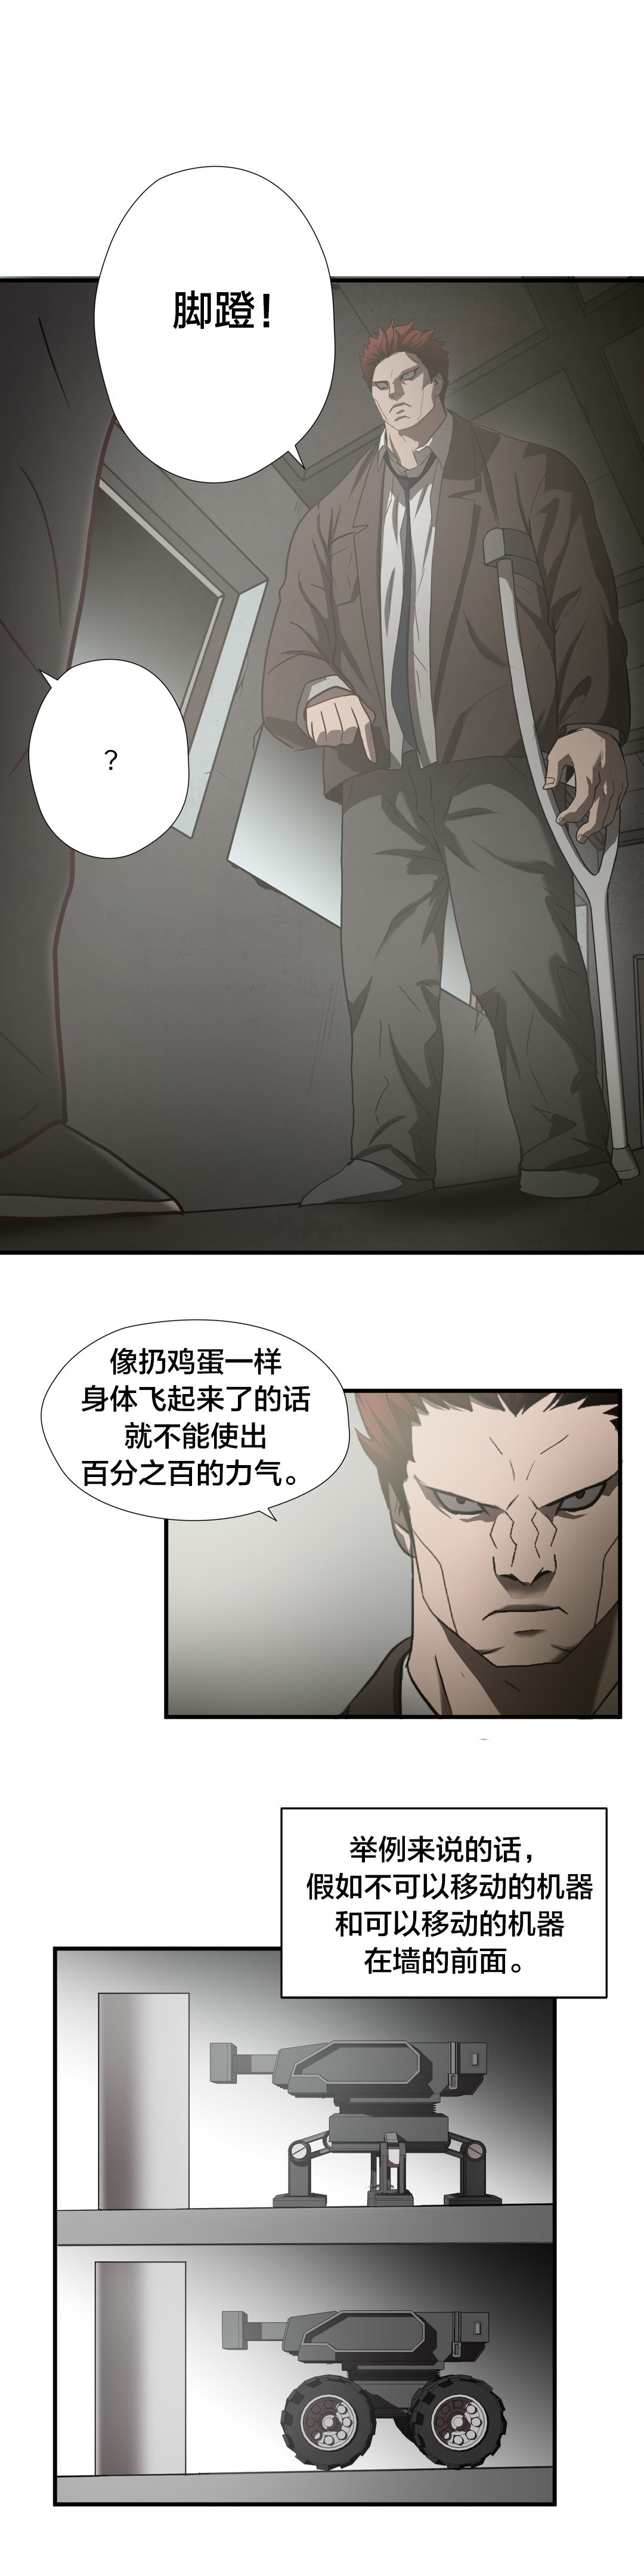 脚蹬!
?
像扔鸡蛋一样
身体飞起来了的话
就不能使出
百分之百的力气。
举例来说的话，
假如不可以移动的机器
和可以移动的机器
在墙的前面。